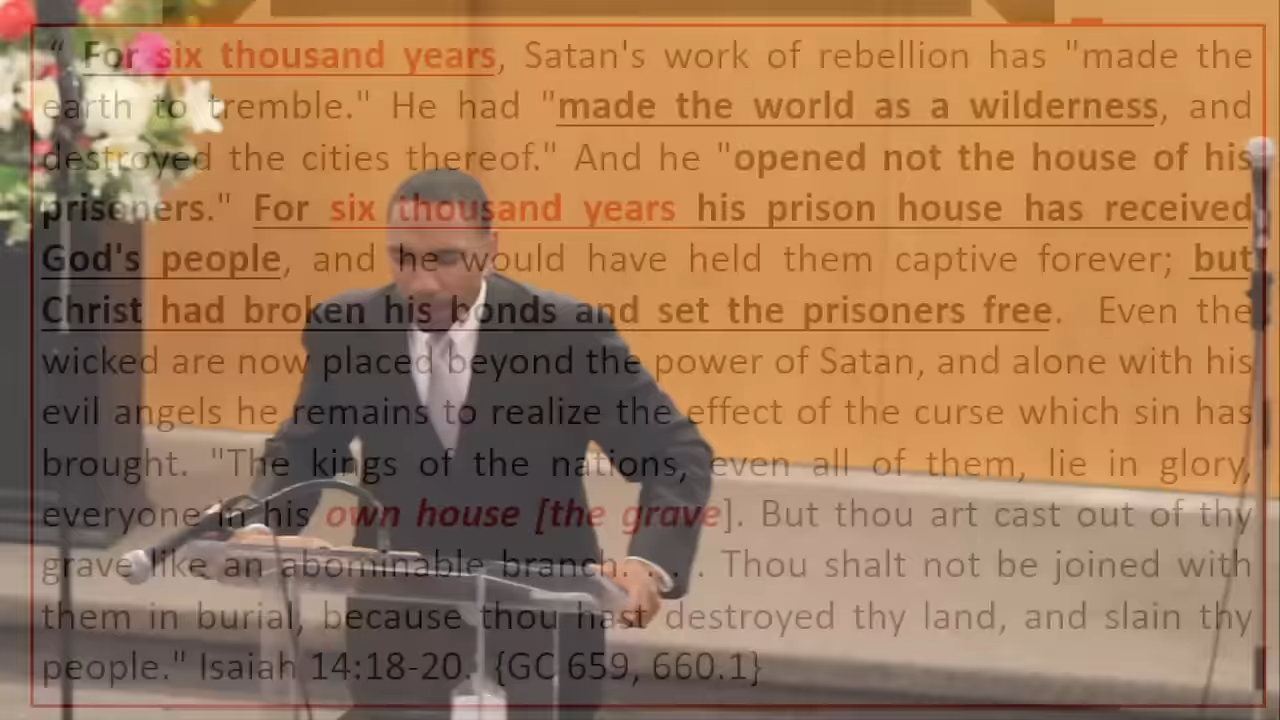 “ For six thousand years, Satan's work of rebellion has "made the
earth to tremble." He had "made the world as a wilderness, and
destroyed the cities thereof." And he "opened not the house of his
prisoners." For six thousand years his prison house has received
God's people, and he would have held them captive forever; but
Christ had broken his bonds and set the prisoners free. Even the
wicked are now placed beyond the power of Satan, and alone with his
evil angels he remains to realize the effect of the curse which sin has
brought. "The kings of the nations, even all of them, lie in glory,
everyone in his own house [the grave]. But thou art cast out of thy
grave like an abominable branch. . . . Thou shalt not be joined with
them in burial, because thou hast destroyed thy land, and slain thy
people." Isaiah 14:18-20. {GC 659, 660.1}